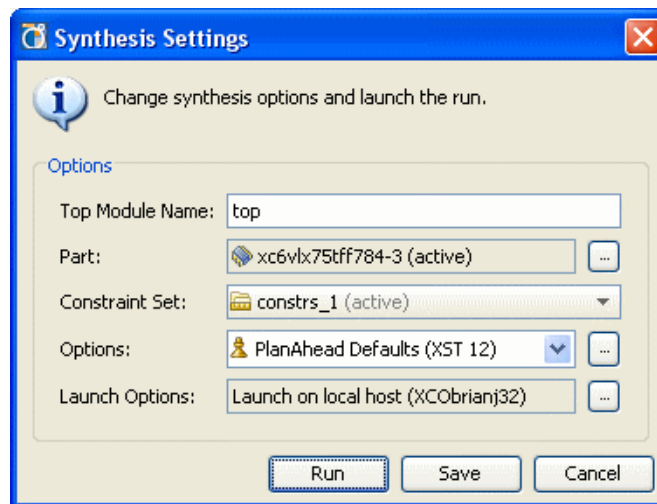 Synthesis Settings
Change synthesis options and launch the run.
Options
Top Module Name: top
Part: xc6vlx75tff784-3 (active) ...
Constraint Set: constrs_1 (active)
Options: PlanAhead Defaults (XST 12) ...
Launch Options: Launch on local host (XCObrianj32) ...
Run Save Cancel